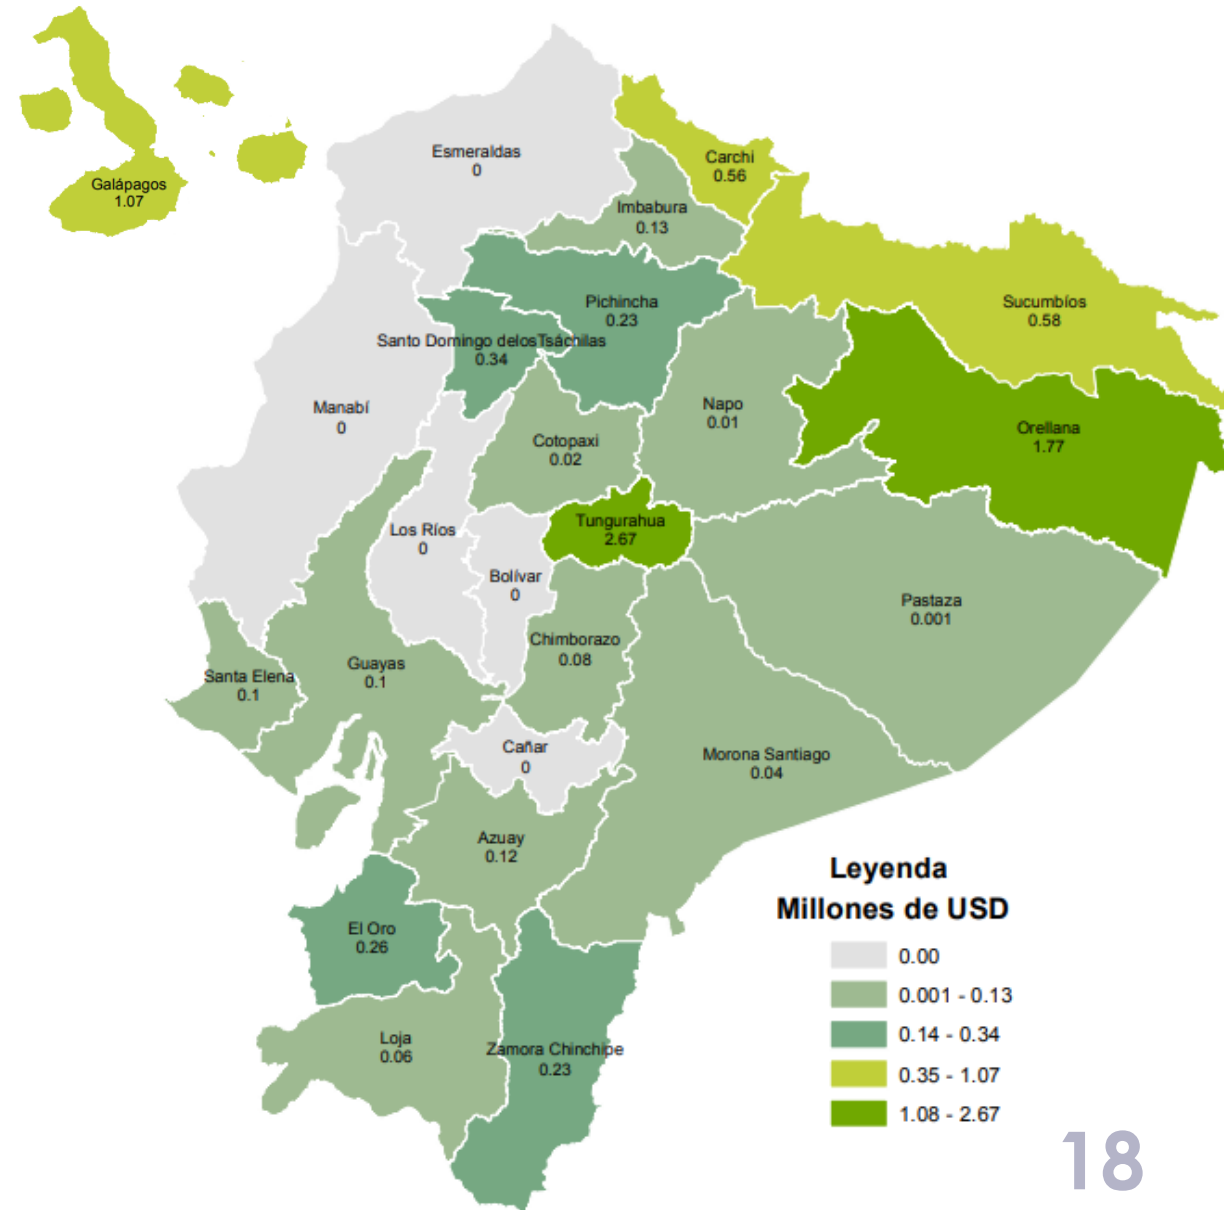 Esmeraldas
0
Carchi
0.56
Galápagos
1.07
Imbabura
0.13
Pichincha
0.23
Sucumbíos
0.58
Santo Domingo delosTsáchilas
0.34
Manabí
0
Napo
0.01
Orellana
1.77
Cotopaxi
0.02
Tungurahua
2.67
Los Ríos
0
Bolívar
0
Pastaza
0.001
Chimborazo
0.08
Guayas
0.1
Santa Elena
0.1
Cañar
0
Morona Santiago
0.04
Azuay
0.12
El Oro
0.26
Loja
0.06
Zamora Chinchipe
0.23
Leyenda
Millones de USD
0.00
0.001 - 0.13
0.14 - 0.34
0.35 - 1.07
1.08 - 2.67
18